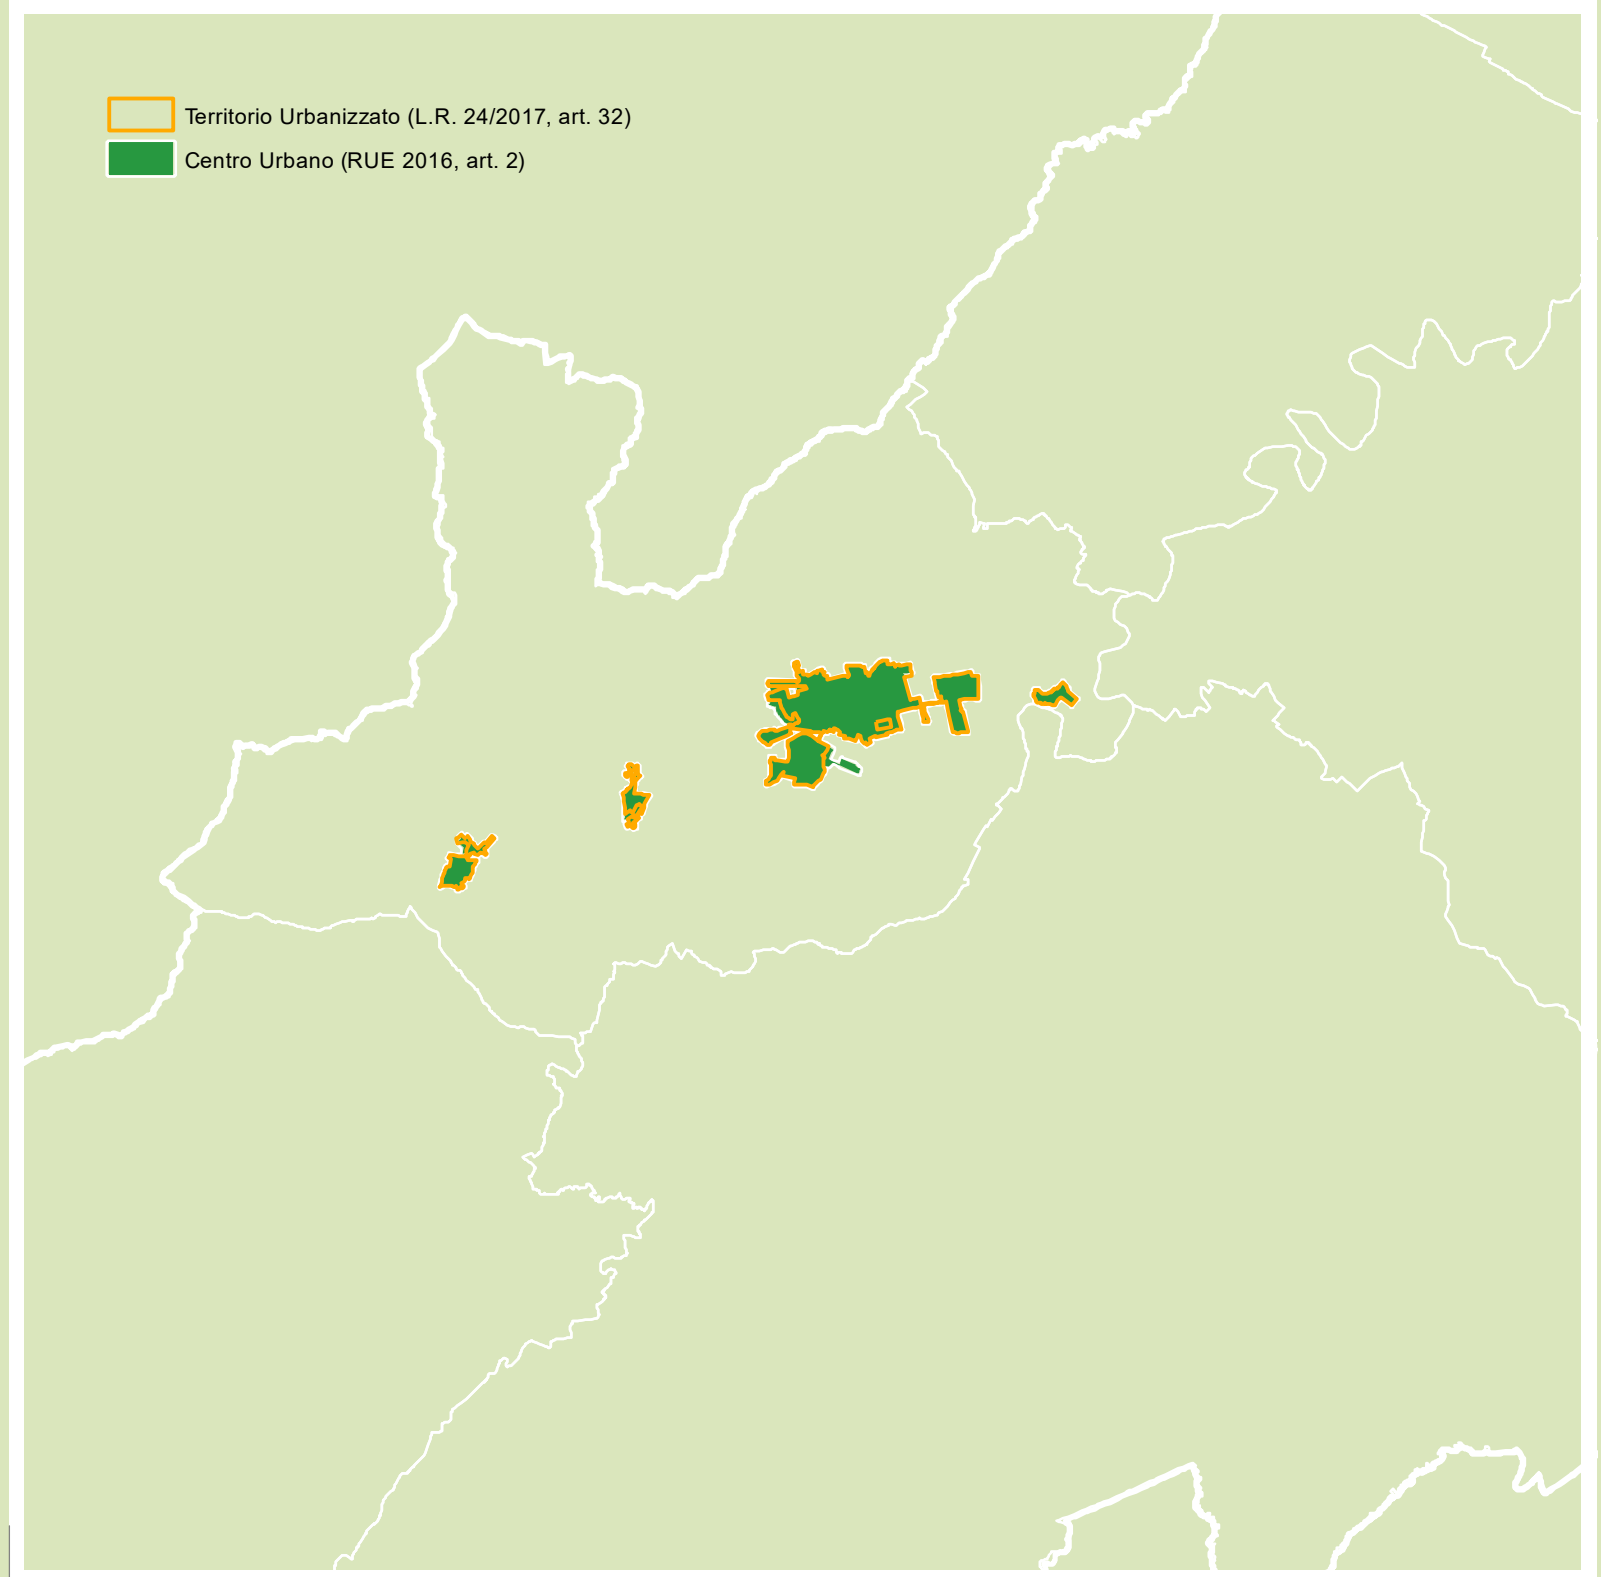 Territorio Urbanizzato (L.R. 24/2017, art. 32)
Centro Urbano (RUE 2016, art. 2)